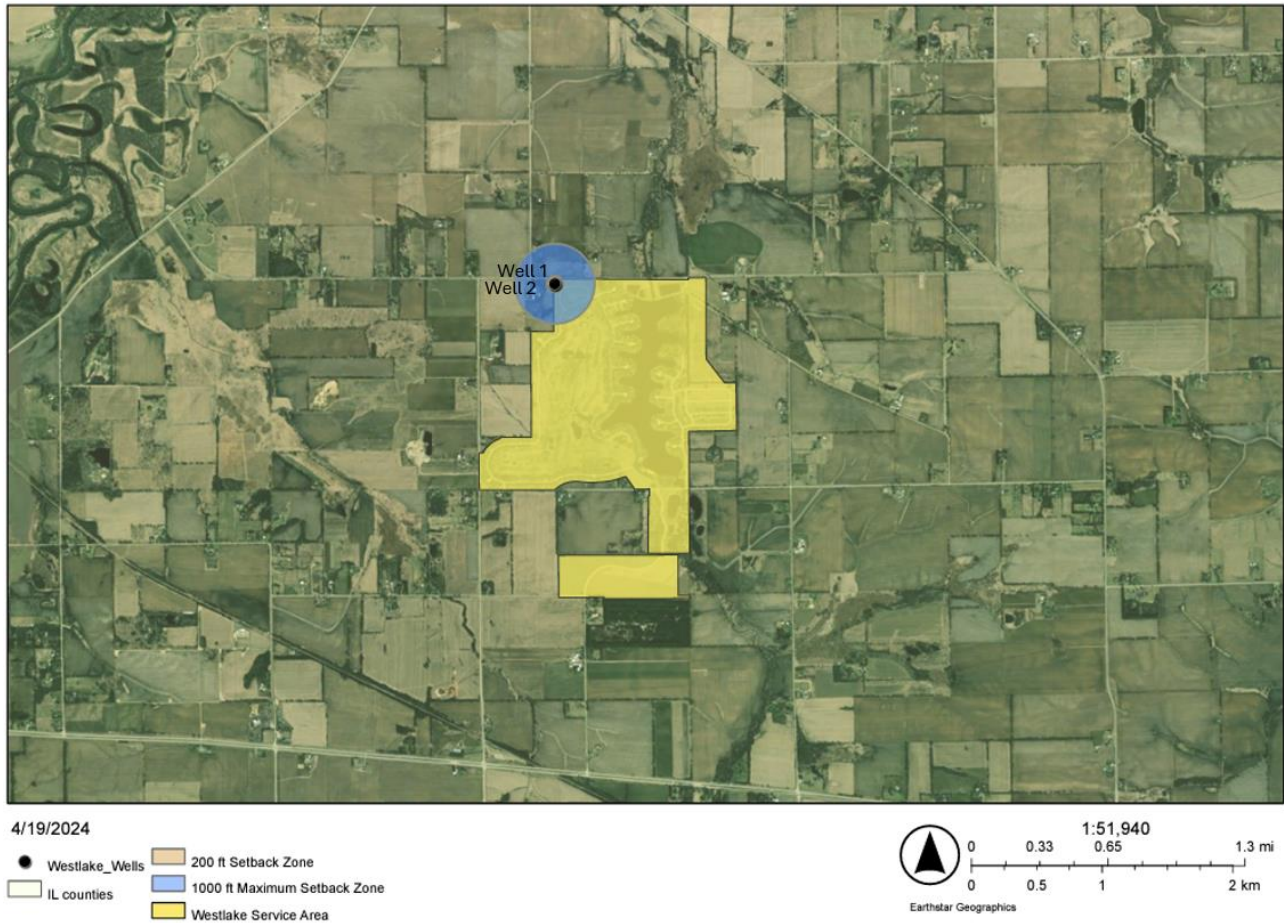 Well 1
Well 2
4/19/2024
Westlake_Wells
IL counties
200 ft Setback Zone
1000 ft Maximum Setback Zone
Westlake Service Area
1:51,940
0 0.33 0.65 1.3 mi
0 0.5 1 2 km
Earthstar Geographics